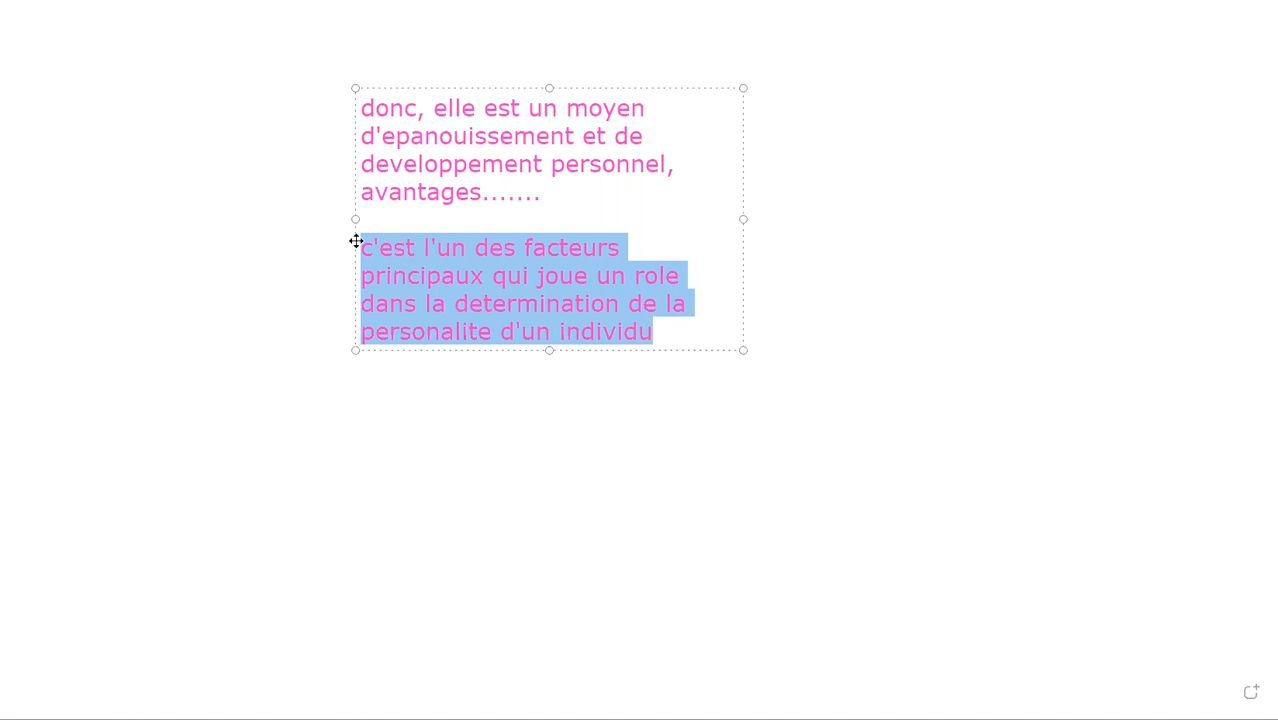 donc, elle est un moyen
d'epanouissement et de
developpement personnel,
avantages.......
c'est l'un des facteurs
principaux qui joue un role
dans la determination de la
personalite d'un individu